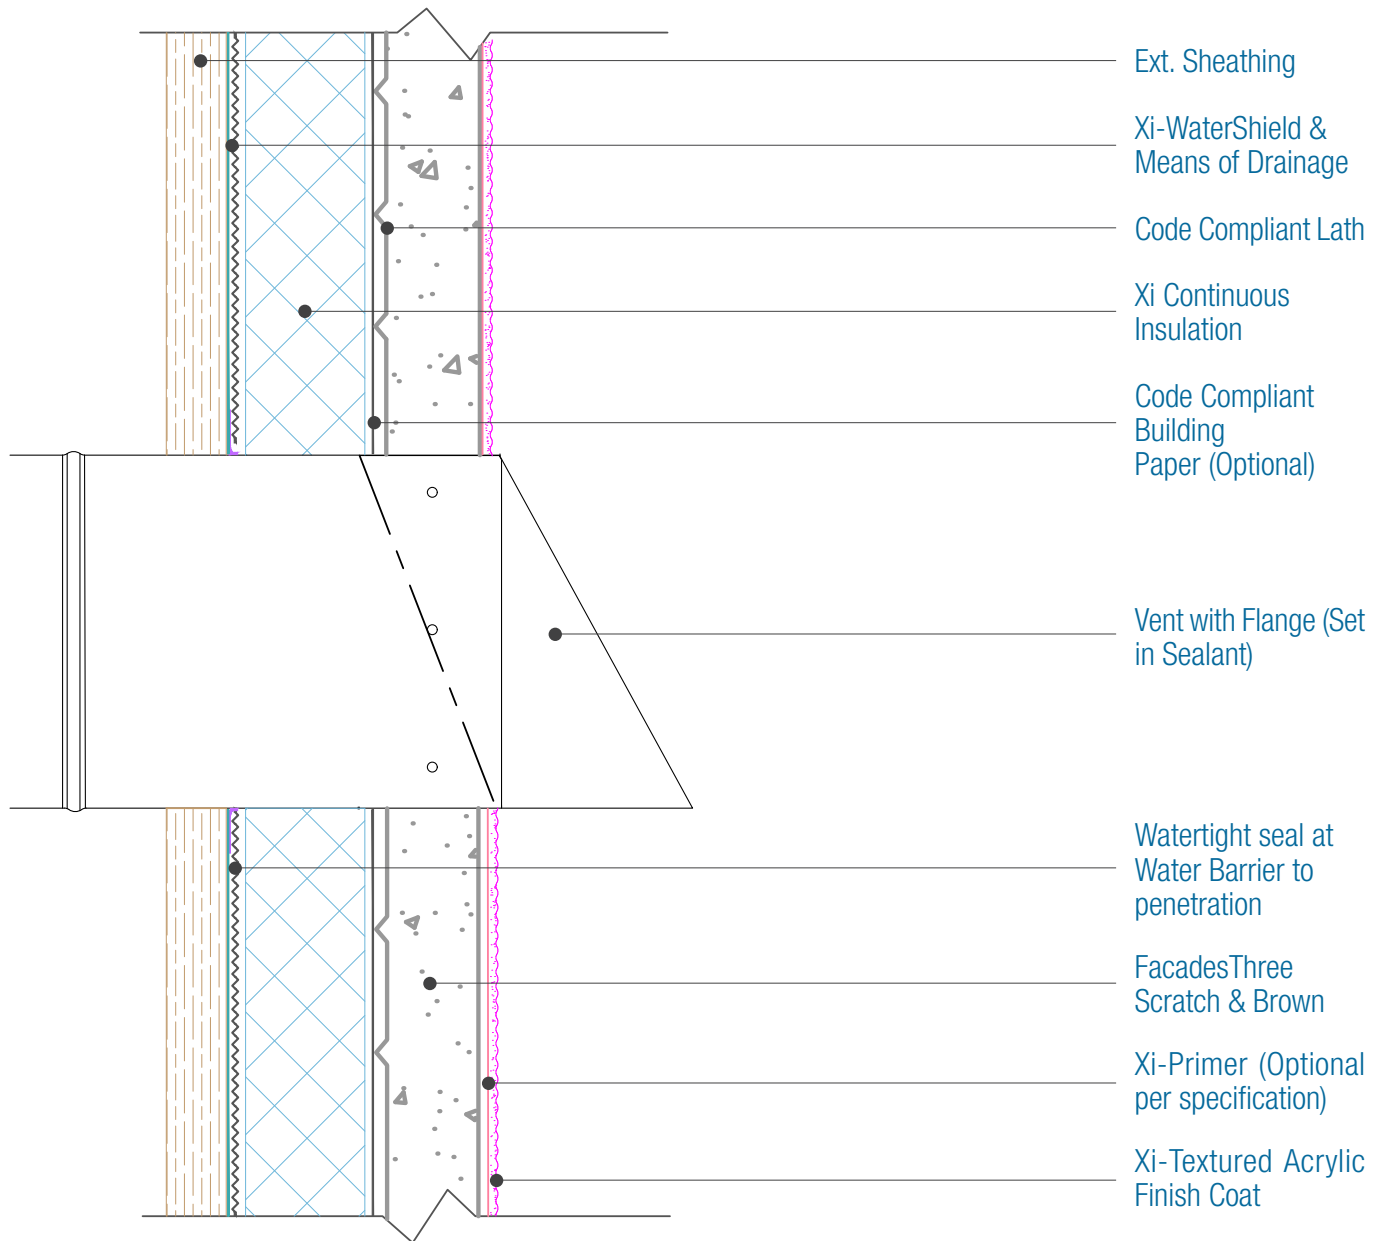 Ext. Sheathing
Xi-WaterShield &
Means of Drainage
Code Compliant Lath
Xi Continuous
Insulation
Code Compliant
Building
Paper (Optional)
Vent with Flange (Set
in Sealant)
Watertight seal at
Water Barrier to
penetration
FacadesThree
Scratch & Brown
Xi-Primer (Optional
per specification)
Xi-Textured Acrylic
Finish Coat